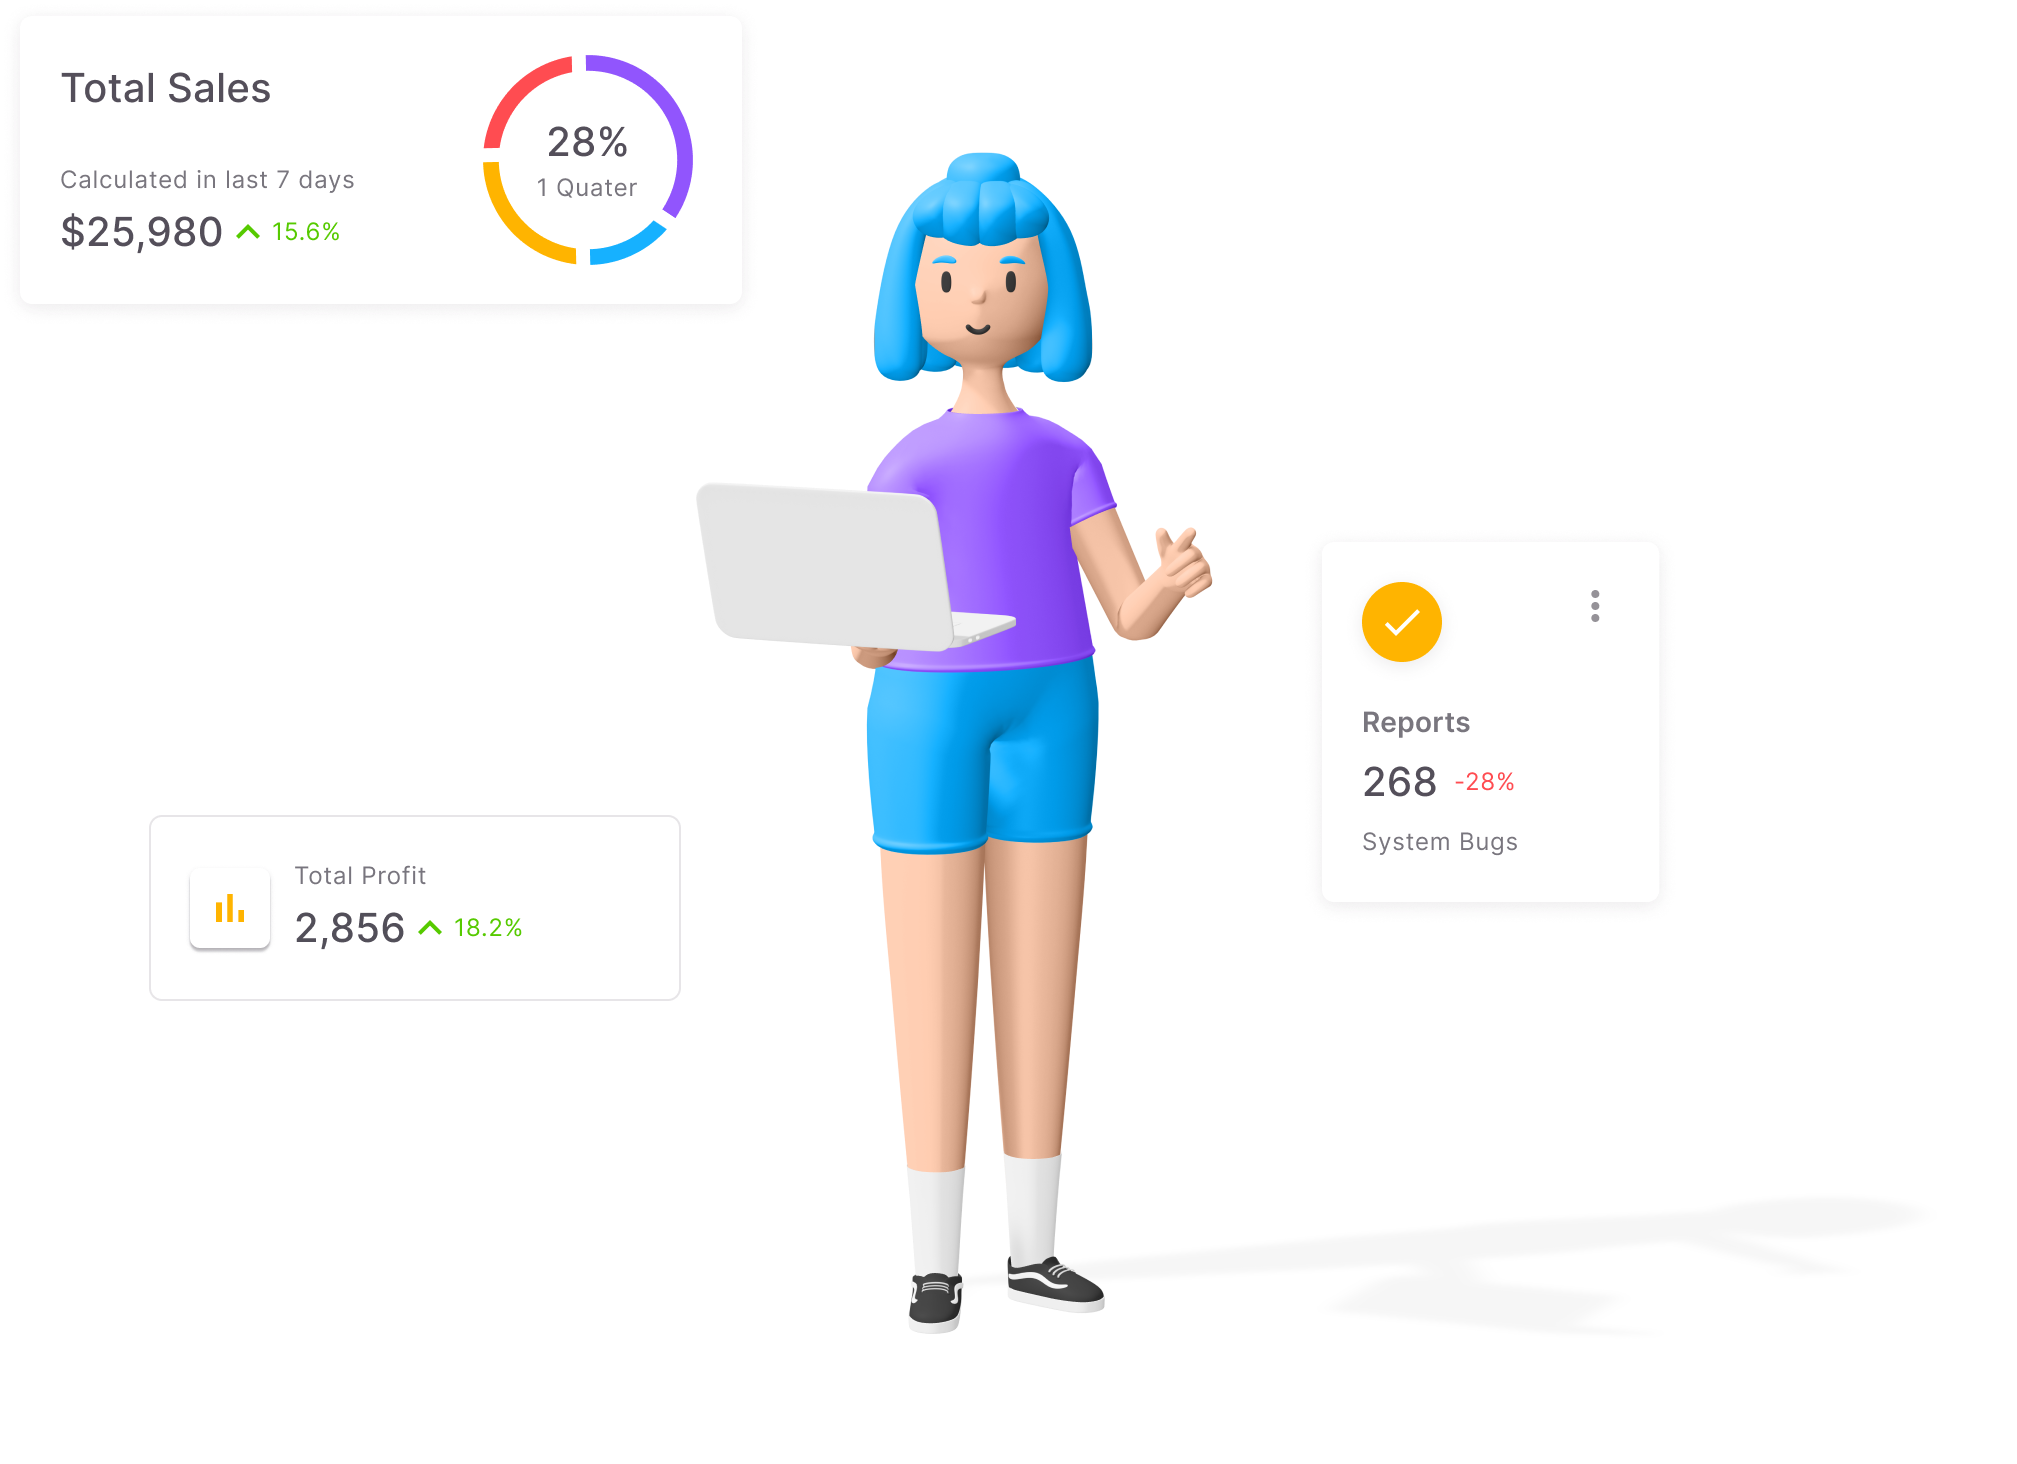 Total Sales
Calculated in last 7 days
$25,980 15.6%
28%
1 Quater
Total Profit
2,856 18.2%
Reports
268 -28%
System Bugs